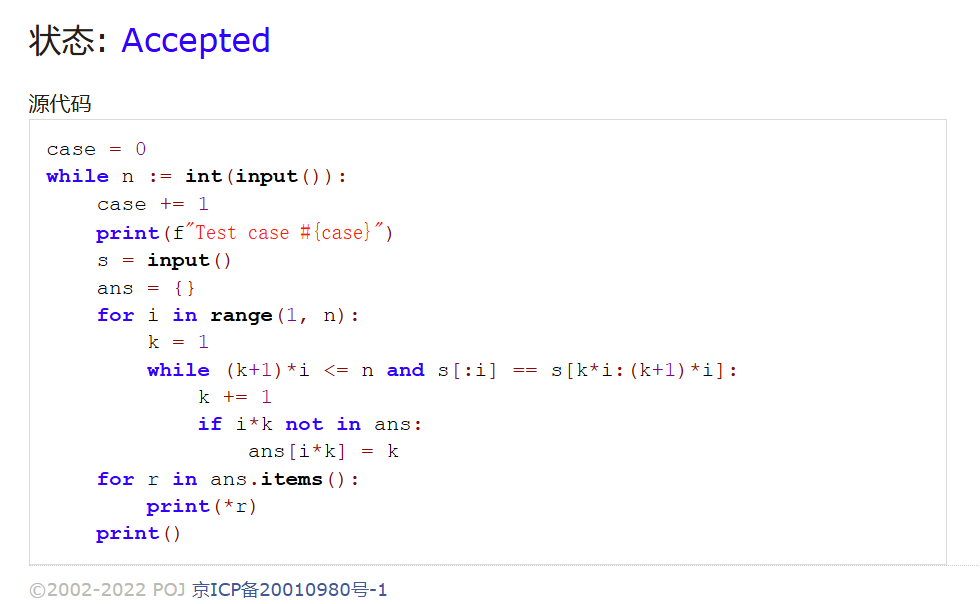 状态: Accepted
源代码
case = 0
while n := int(input()):
    case += 1
    print(f"Test case #{case}")
    s = input()
    ans = {}
    for i in range(1, n):
        k = 1
        while (k+1)*i <= n and s[:i] == s[k*i:(k+1)*i]:
            k += 1
            if i*k not in ans:
                ans[i*k] = k
    for r in ans.items():
        print(*r)
    print()
©2002-2022 POJ 京ICP备20010980号-1